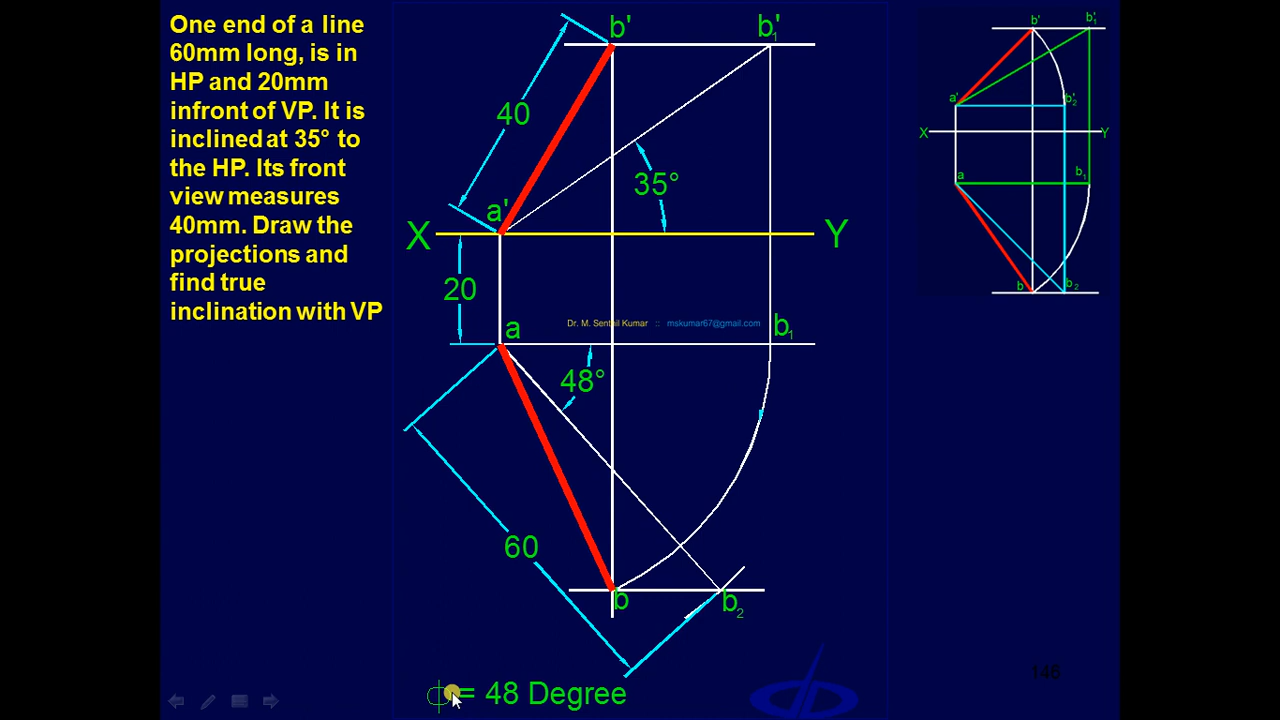 One end of a line
60mm long, is in
HP and 20mm
infront of VP. It is
inclined at 35° to
the HP. Its front
view measures
40mm. Draw the
projections and
find true
inclination with VP
b'
b'1
40
35°
a'
X
Y
20
Dr. M. Senthil Kumar :: mskumar67@gmail.com
a
b1
48°
60
b
b2
ϕ = 48 Degree
b'
b'1
a'
b'2
X
Y
a
b1
b
b2
146